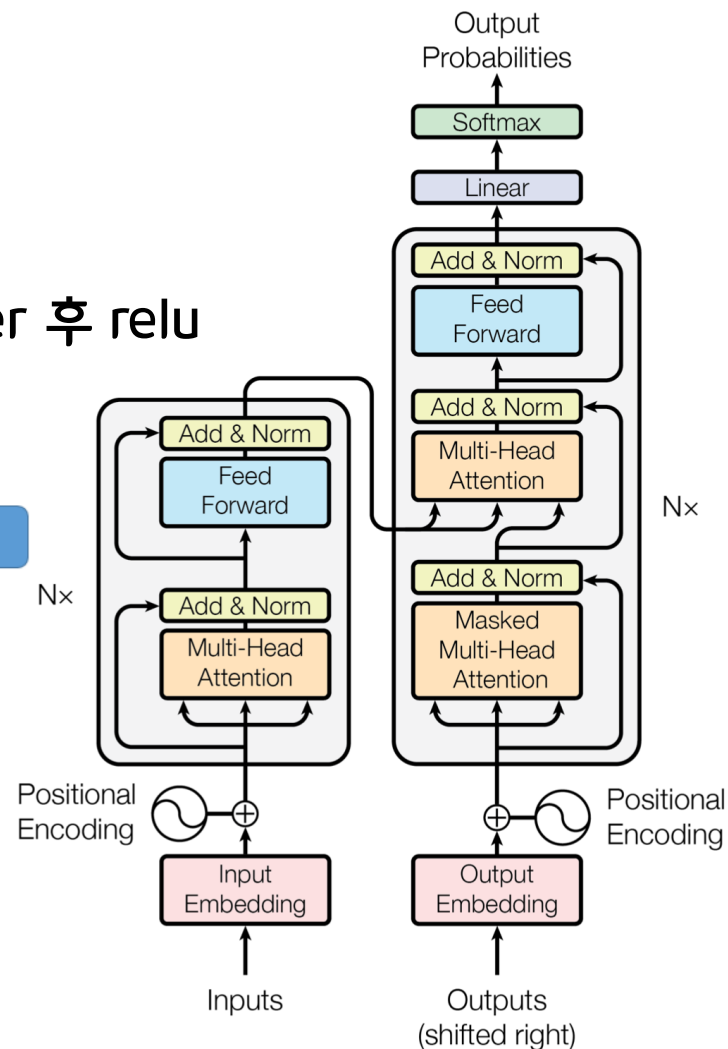 Output
Probabilities
Softmax
Linear
Add & Norm
Feed
Forward
Add & Norm
Multi-Head
Attention
Nx
Add & Norm
Masked
Multi-Head
Attention
Positional
Encoding
Output
Embedding
Outputs
(shifted right)
er 후 relu
Add & Norm
Feed
Forward
Nx
Add & Norm
Multi-Head
Attention
Positional
Encoding
Input
Embedding
Inputs